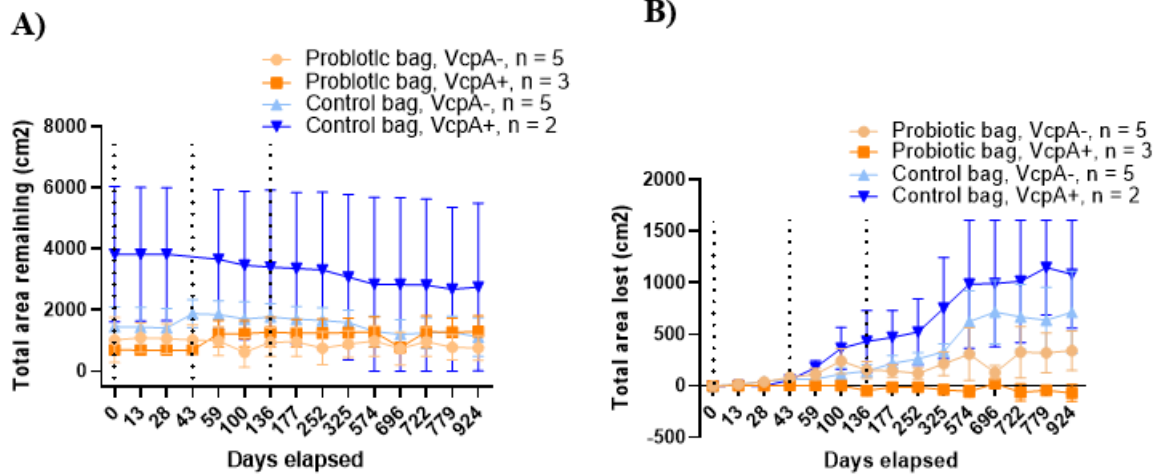 A)
Probiotic bag, VcpA-, n = 5
Probiotic bag, VcpA+, n = 3
Control bag, VcpA-, n = 5
Control bag, VcpA+, n = 2
Total area remaining (cm2)
8000
6000
4000
2000
0
0 13 28 43 59 100 136 177 252 325 574 696 722 779 924
Days elapsed
B)
Probiotic bag, VcpA-, n = 5
Probiotic bag, VcpA+, n = 3
Control bag, VcpA-, n = 5
Control bag, VcpA+, n = 2
Total area lost (cm2)
2000
1500
1000
500
0
-500
0 13 28 43 59 100 136 177 252 325 574 696 722 779 924
Days elapsed